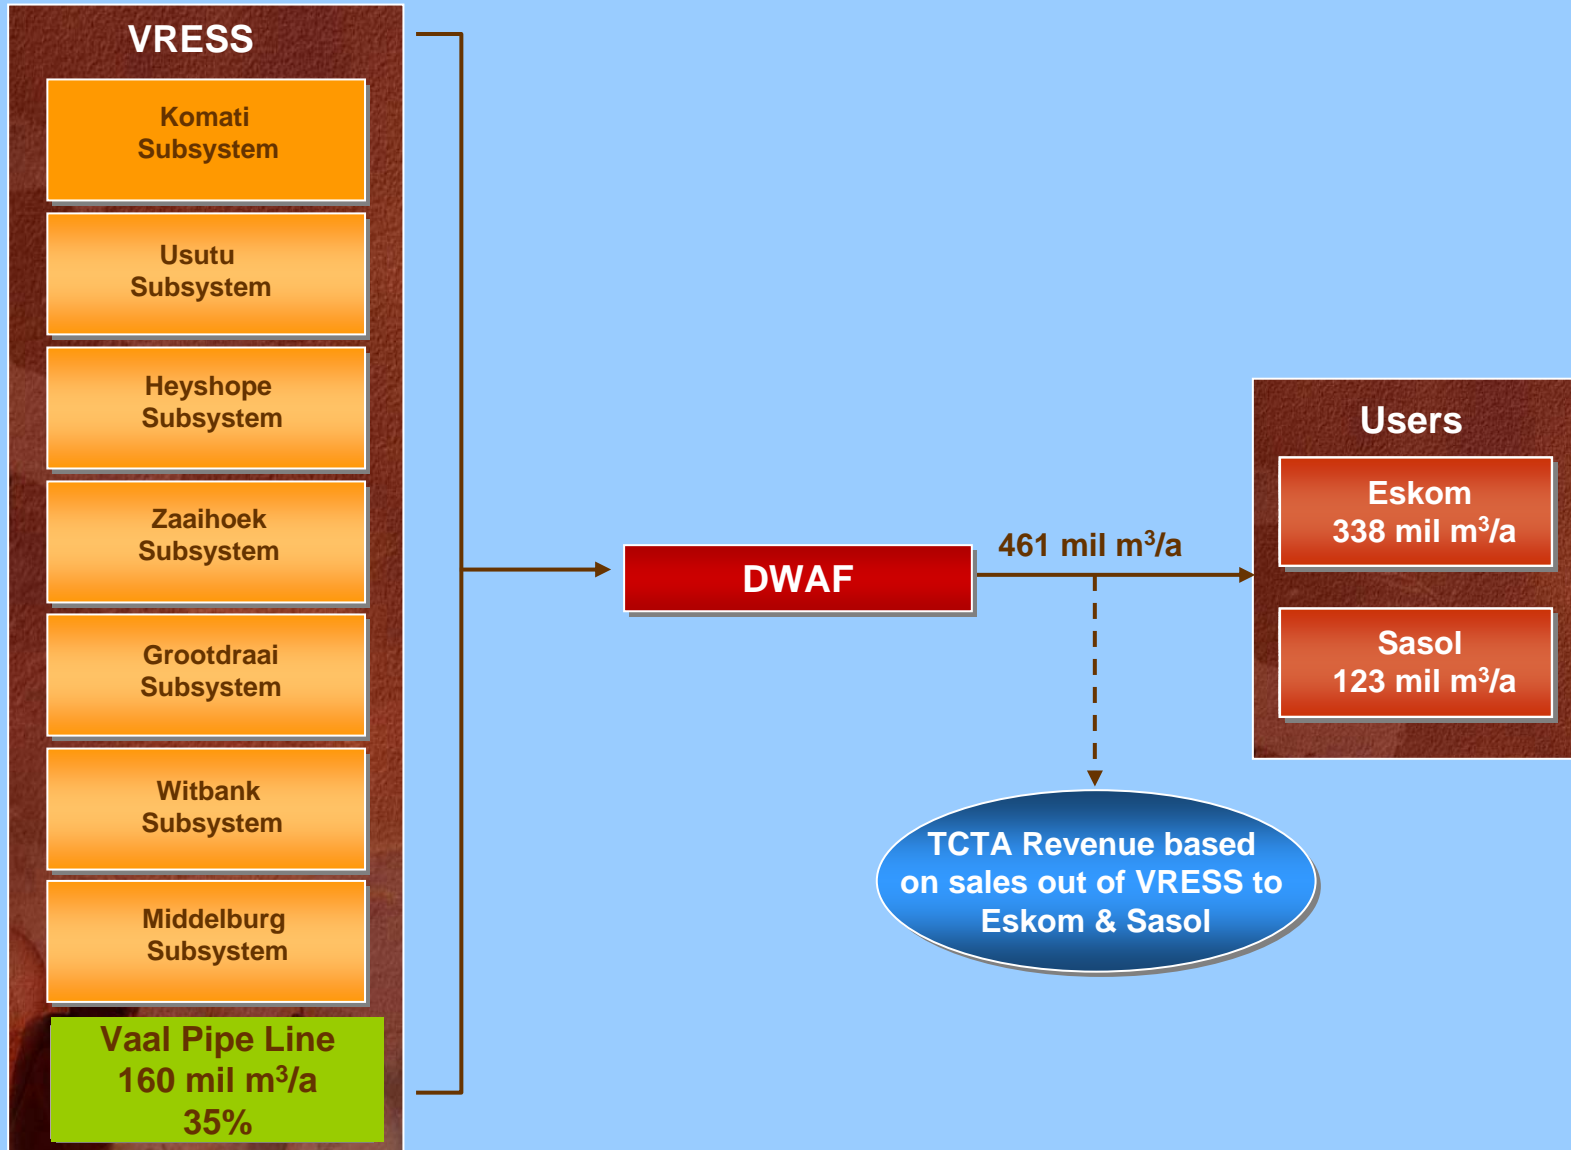 VRESS
Komati
Subsystem
Usutu
Subsystem
Heyshope
Subsystem
Zaaihoek
Subsystem
Grootdraai
Subsystem
Witbank
Subsystem
Middelburg
Subsystem
Vaal Pipe Line
160 mil m³/a
35%
DWAF
461 mil m³/a
TCTA Revenue based
on sales out of VRESS to
Eskom & Sasol
Users
Eskom
338 mil m³/a
Sasol
123 mil m³/a